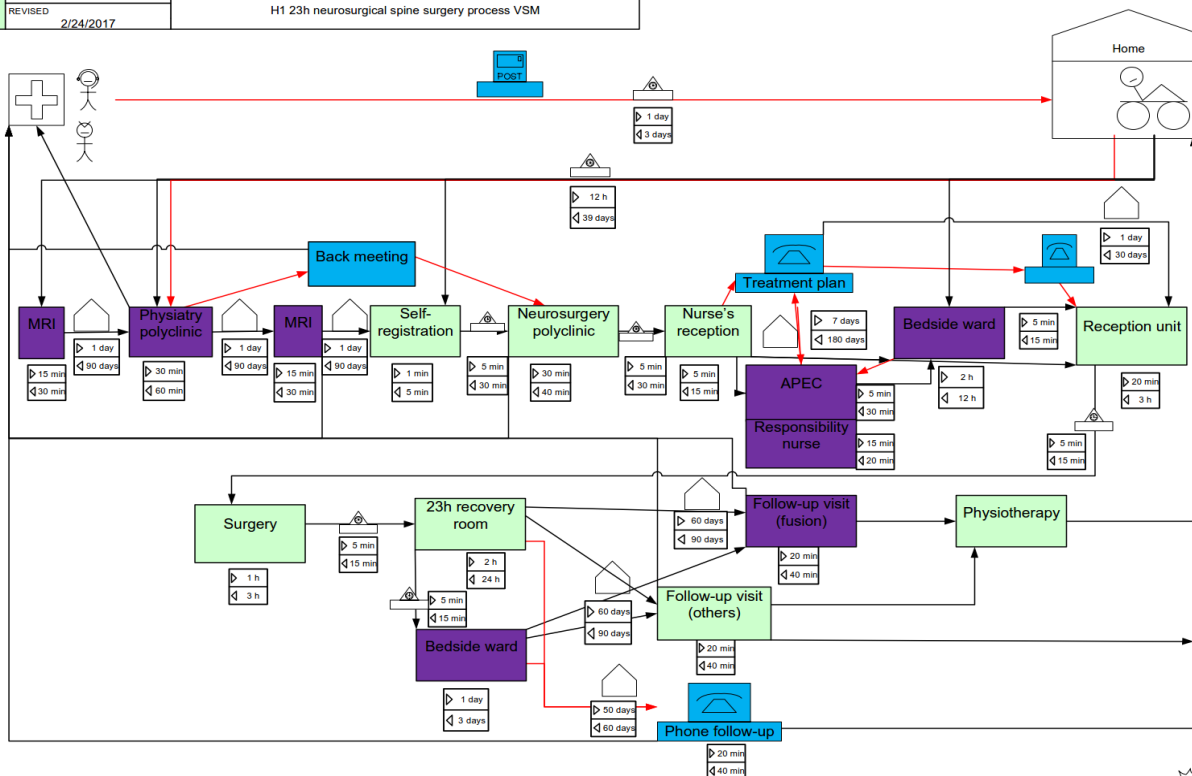 REVISED
2/24/2017
H1 23h neurosurgical spine surgery process VSM
POST
Home
1 day
3 days
12 h
39 days
1 day
30 days
Back meeting
Treatment plan
MRI
Physiatry
polyclinic
MRI
Self-
registration
Neurosurgery
polyclinic
Nurse's
reception
Bedside ward
Reception unit
15 min
30 min
1 day
90 days
30 min
60 min
1 day
90 days
15 min
30 min
1 day
90 days
1 min
5 min
5 min
30 min
30 min
40 min
5 min
30 min
5 min
15 min
7 days
180 days
5 min
15 min
APEC
Responsibility
nurse
5 min
30 min
15 min
20 min
2 h
12 h
20 min
3 h
5 min
15 min
Surgery
1 h
3 h
5 min
15 min
23h recovery
room
2 h
24 h
5 min
15 min
Bedside ward
1 day
3 days
60 days
90 days
60 days
90 days
50 days
60 days
Follow-up visit
(fusion)
20 min
40 min
Physiotherapy
Follow-up visit
(others)
20 min
40 min
Phone follow-up
20 min
40 min